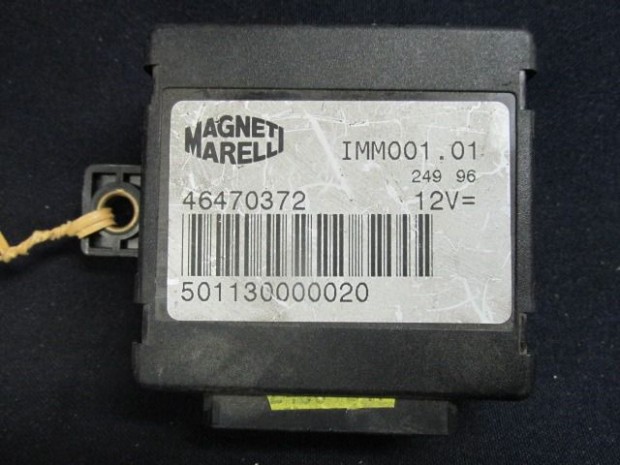 MAGNETI
MARELLI
IMM001.01
249 96
46470372
12V=
501130000020